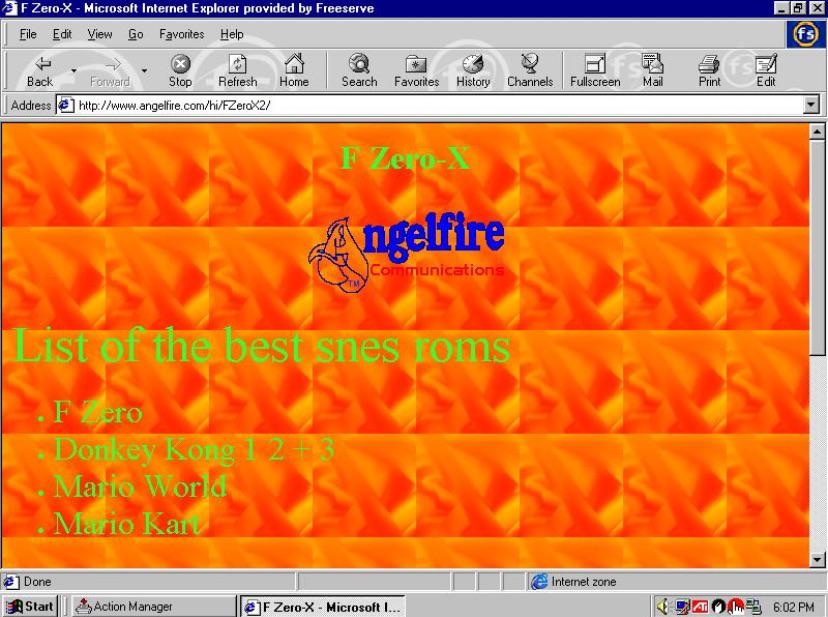 F Zero-X - Microsoft Internet Explorer provided by Freeserve
File Edit View Go Favorites Help
fs
Back Forward Stop Refresh Home Search Favorites History Channels Fullscreen Mail Print Edit
Address http://www.angelfire.com/hi/FZeroX2/
F Zero-X
Angelfire
Communications
TM
List of the best snes roms
• F Zero
• Donkey Kong 1 2 + 3
• Mario World
• Mario Kart
Done Internet zone
Start Action Manager F Zero-X - Microsoft I... ATI 6:02 PM